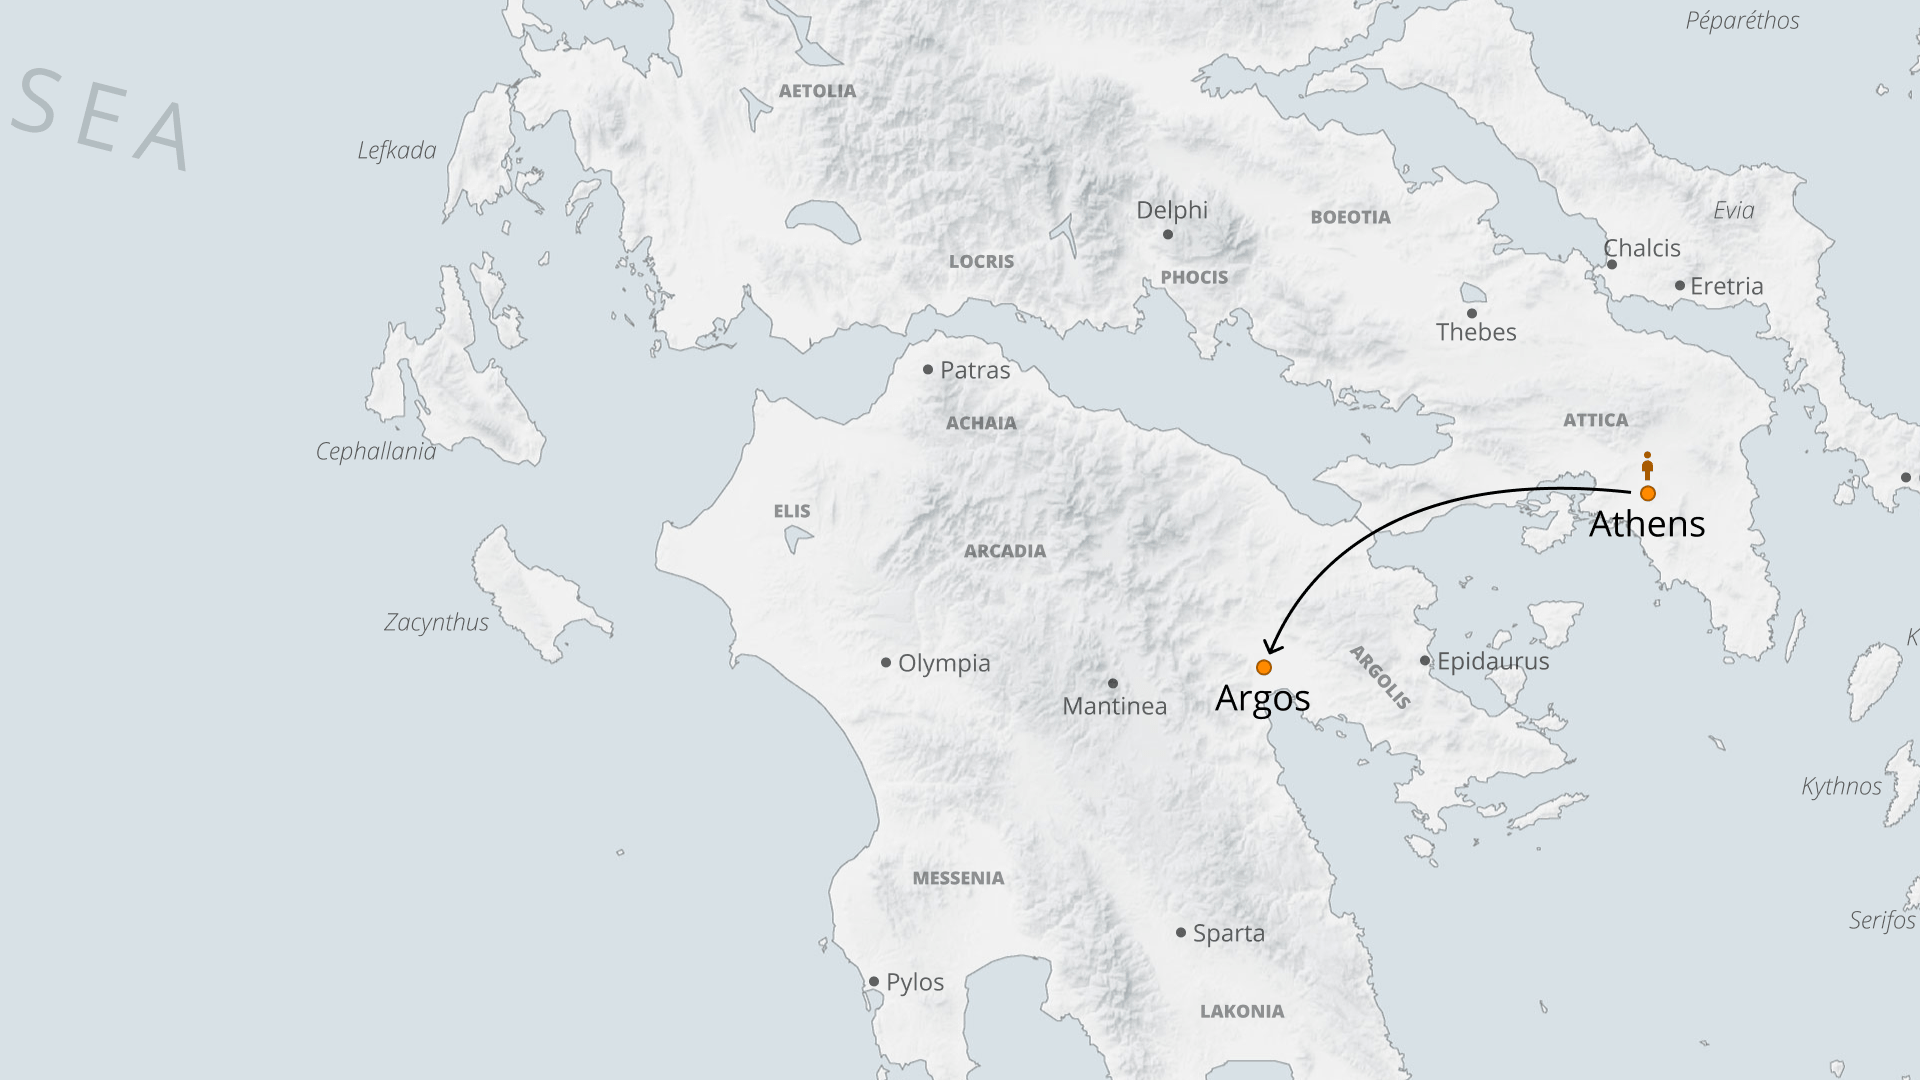 Péparéthos
SEA
AETOLIA
Lefkada
Delphi
BOEOTIA
Evia
Chalcis
LOCRIS
PHOCIS
Eretria
Thebes
Patras
ACHAIA
ATTICA
Cephallania
ELIS
Athens
ARCADIA
Zacynthus
K
Olympia
ARGOLIS
Epidaurus
Mantinea
Argos
Kythnos
MESSENIA
Serifos
Sparta
Pylos
LAKONIA